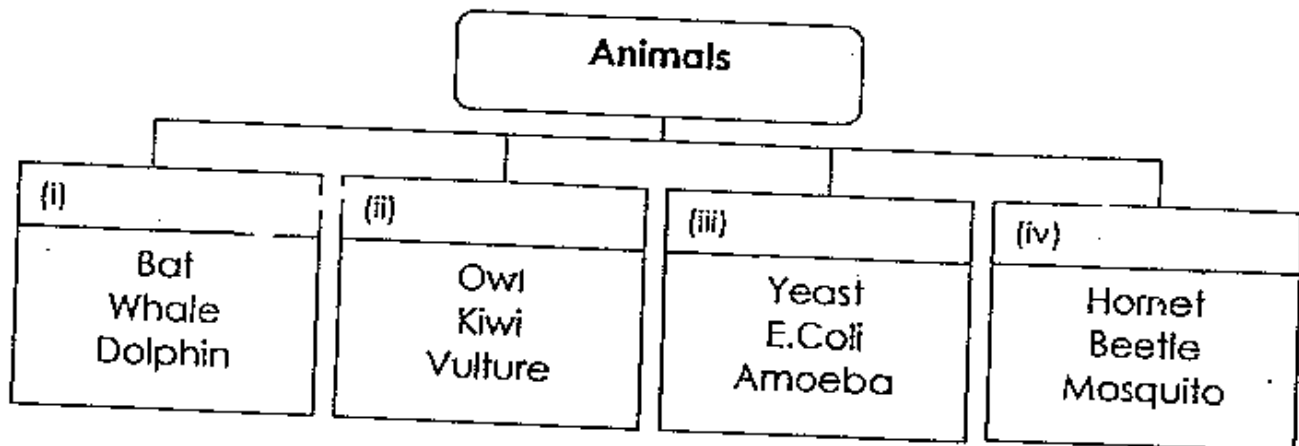 Animals
(i)
Bat
Whale
Dolphin
(ii)
Owl
Kiwi
Vulture
(iii)
Yeast
E.Coli
Amoeba
(iv)
Hornet
Beetle
Mosquito